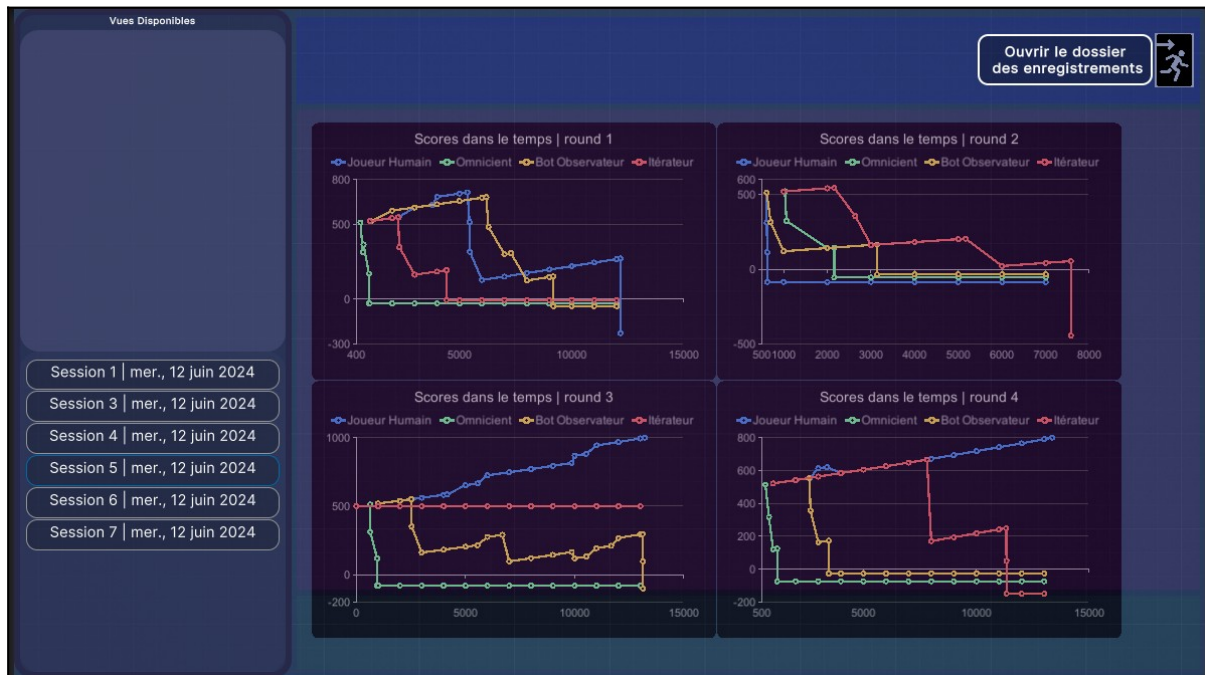 Vues Disponibles
Session 1 | mer., 12 juin 2024
Session 3 | mer., 12 juin 2024
Session 4 | mer., 12 juin 2024
Session 5 | mer., 12 juin 2024
Session 6 | mer., 12 juin 2024
Session 7 | mer., 12 juin 2024
Ouvrir le dossier
des enregistrements
Scores dans le temps | round 1
Joueur Humain Omnicient Bot Observateur Itérateur
800
500
0
-300
400 5000 10000 15000
Scores dans le temps | round 2
Joueur Humain Omnicient Bot Observateur Itérateur
600
500
0
-500
500 1000 2000 3000 4000 5000 6000 7000 8000
Scores dans le temps | round 3
Joueur Humain Omnicient Bot Observateur Itérateur
1000
500
0
-200
0 5000 10000 15000
Scores dans le temps | round 4
Joueur Humain Omnicient Bot Observateur Itérateur
800
600
400
200
0
-200
500 5000 10000 15000